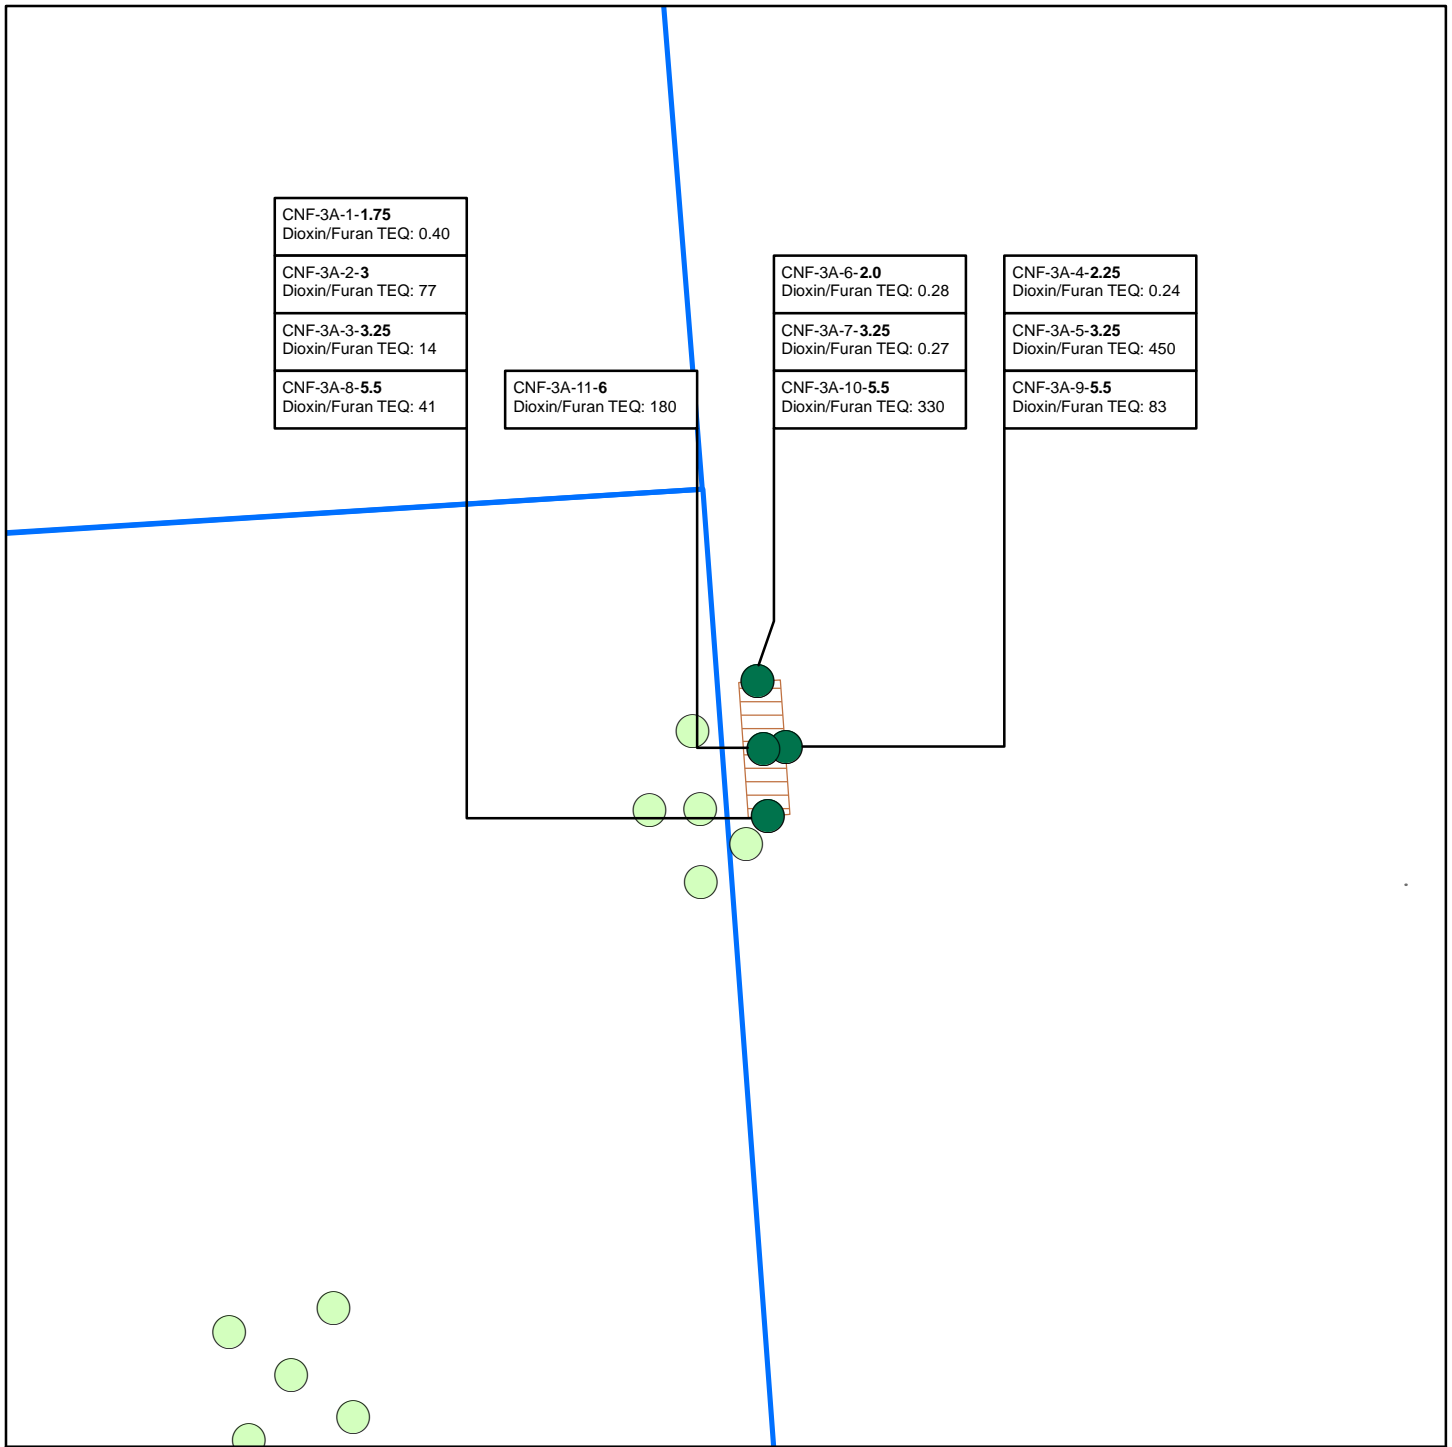 CNF-3A-1-1.75
Dioxin/Furan TEQ: 0.40
CNF-3A-2-3
Dioxin/Furan TEQ: 77
CNF-3A-3-3.25
Dioxin/Furan TEQ: 14
CNF-3A-8-5.5
Dioxin/Furan TEQ: 41
CNF-3A-11-6
Dioxin/Furan TEQ: 180
CNF-3A-6-2.0
Dioxin/Furan TEQ: 0.28
CNF-3A-7-3.25
Dioxin/Furan TEQ: 0.27
CNF-3A-10-5.5
Dioxin/Furan TEQ: 330
CNF-3A-4-2.25
Dioxin/Furan TEQ: 0.24
CNF-3A-5-3.25
Dioxin/Furan TEQ: 450
CNF-3A-9-5.5
Dioxin/Furan TEQ: 83